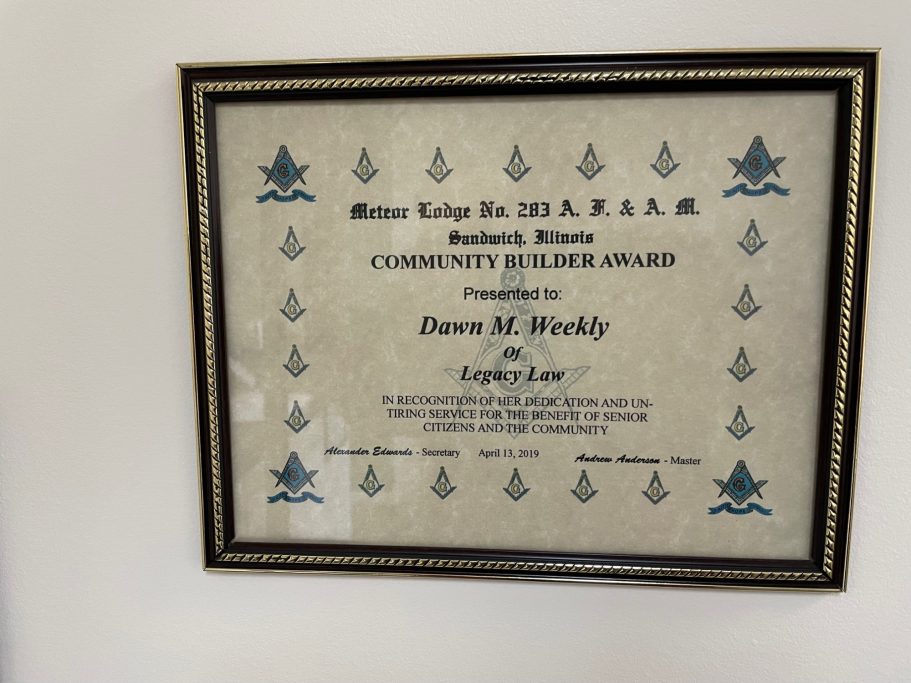 Meteor Lodge No. 283 A. F. & A. M.
Sandwich, Illinois
COMMUNITY BUILDER AWARD
Presented to:
Dawn M. Weekly
Of
Legacy Law
IN RECOGNITION OF HER DEDICATION AND UN-
TIRING SERVICE FOR THE BENEFIT OF SENIOR
CITIZENS AND THE COMMUNITY
Alexander Edwards - Secretary April 13, 2019 Andrew Anderson - Master